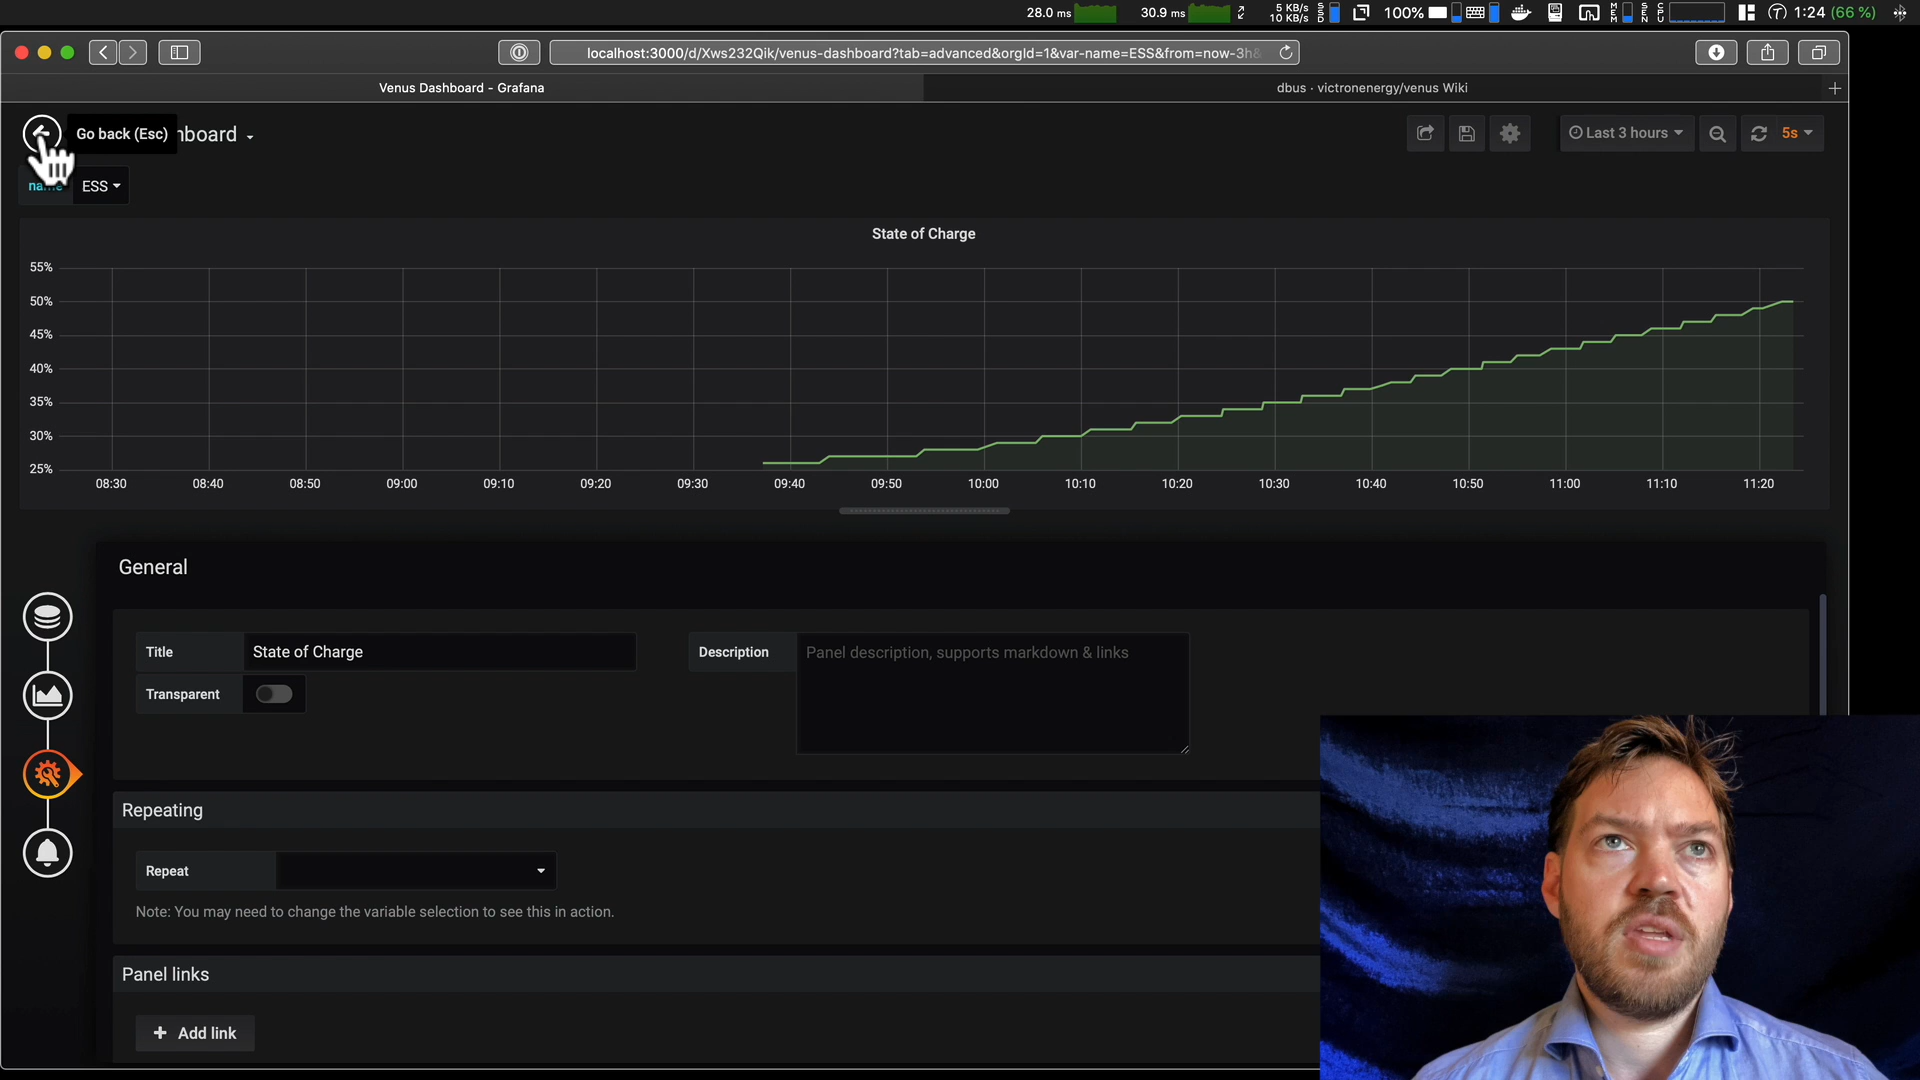 28.0 ms
30.9 ms
5 KB/s
10 KB/s
SSD
100%
MEM
SEN
CPU
1:24 (66 %)
localhost:3000/d/Xws232Qik/venus-dashboard?tab=advanced&orgId=1&var-name=ESS&from=now-3h&
Venus Dashboard - Grafana
dbus · victronenergy/venus Wiki
Go back (Esc)
hboard
Last 3 hours
5s
name
ESS
State of Charge
55%
50%
45%
40%
35%
30%
25%
08:30
08:40
08:50
09:00
09:10
09:20
09:30
09:40
09:50
10:00
10:10
10:20
10:30
10:40
10:50
11:00
11:10
11:20
General
Title
State of Charge
Description
Panel description, supports markdown & links
Transparent
Repeating
Repeat
Note: You may need to change the variable selection to see this in action.
Panel links
+ Add link